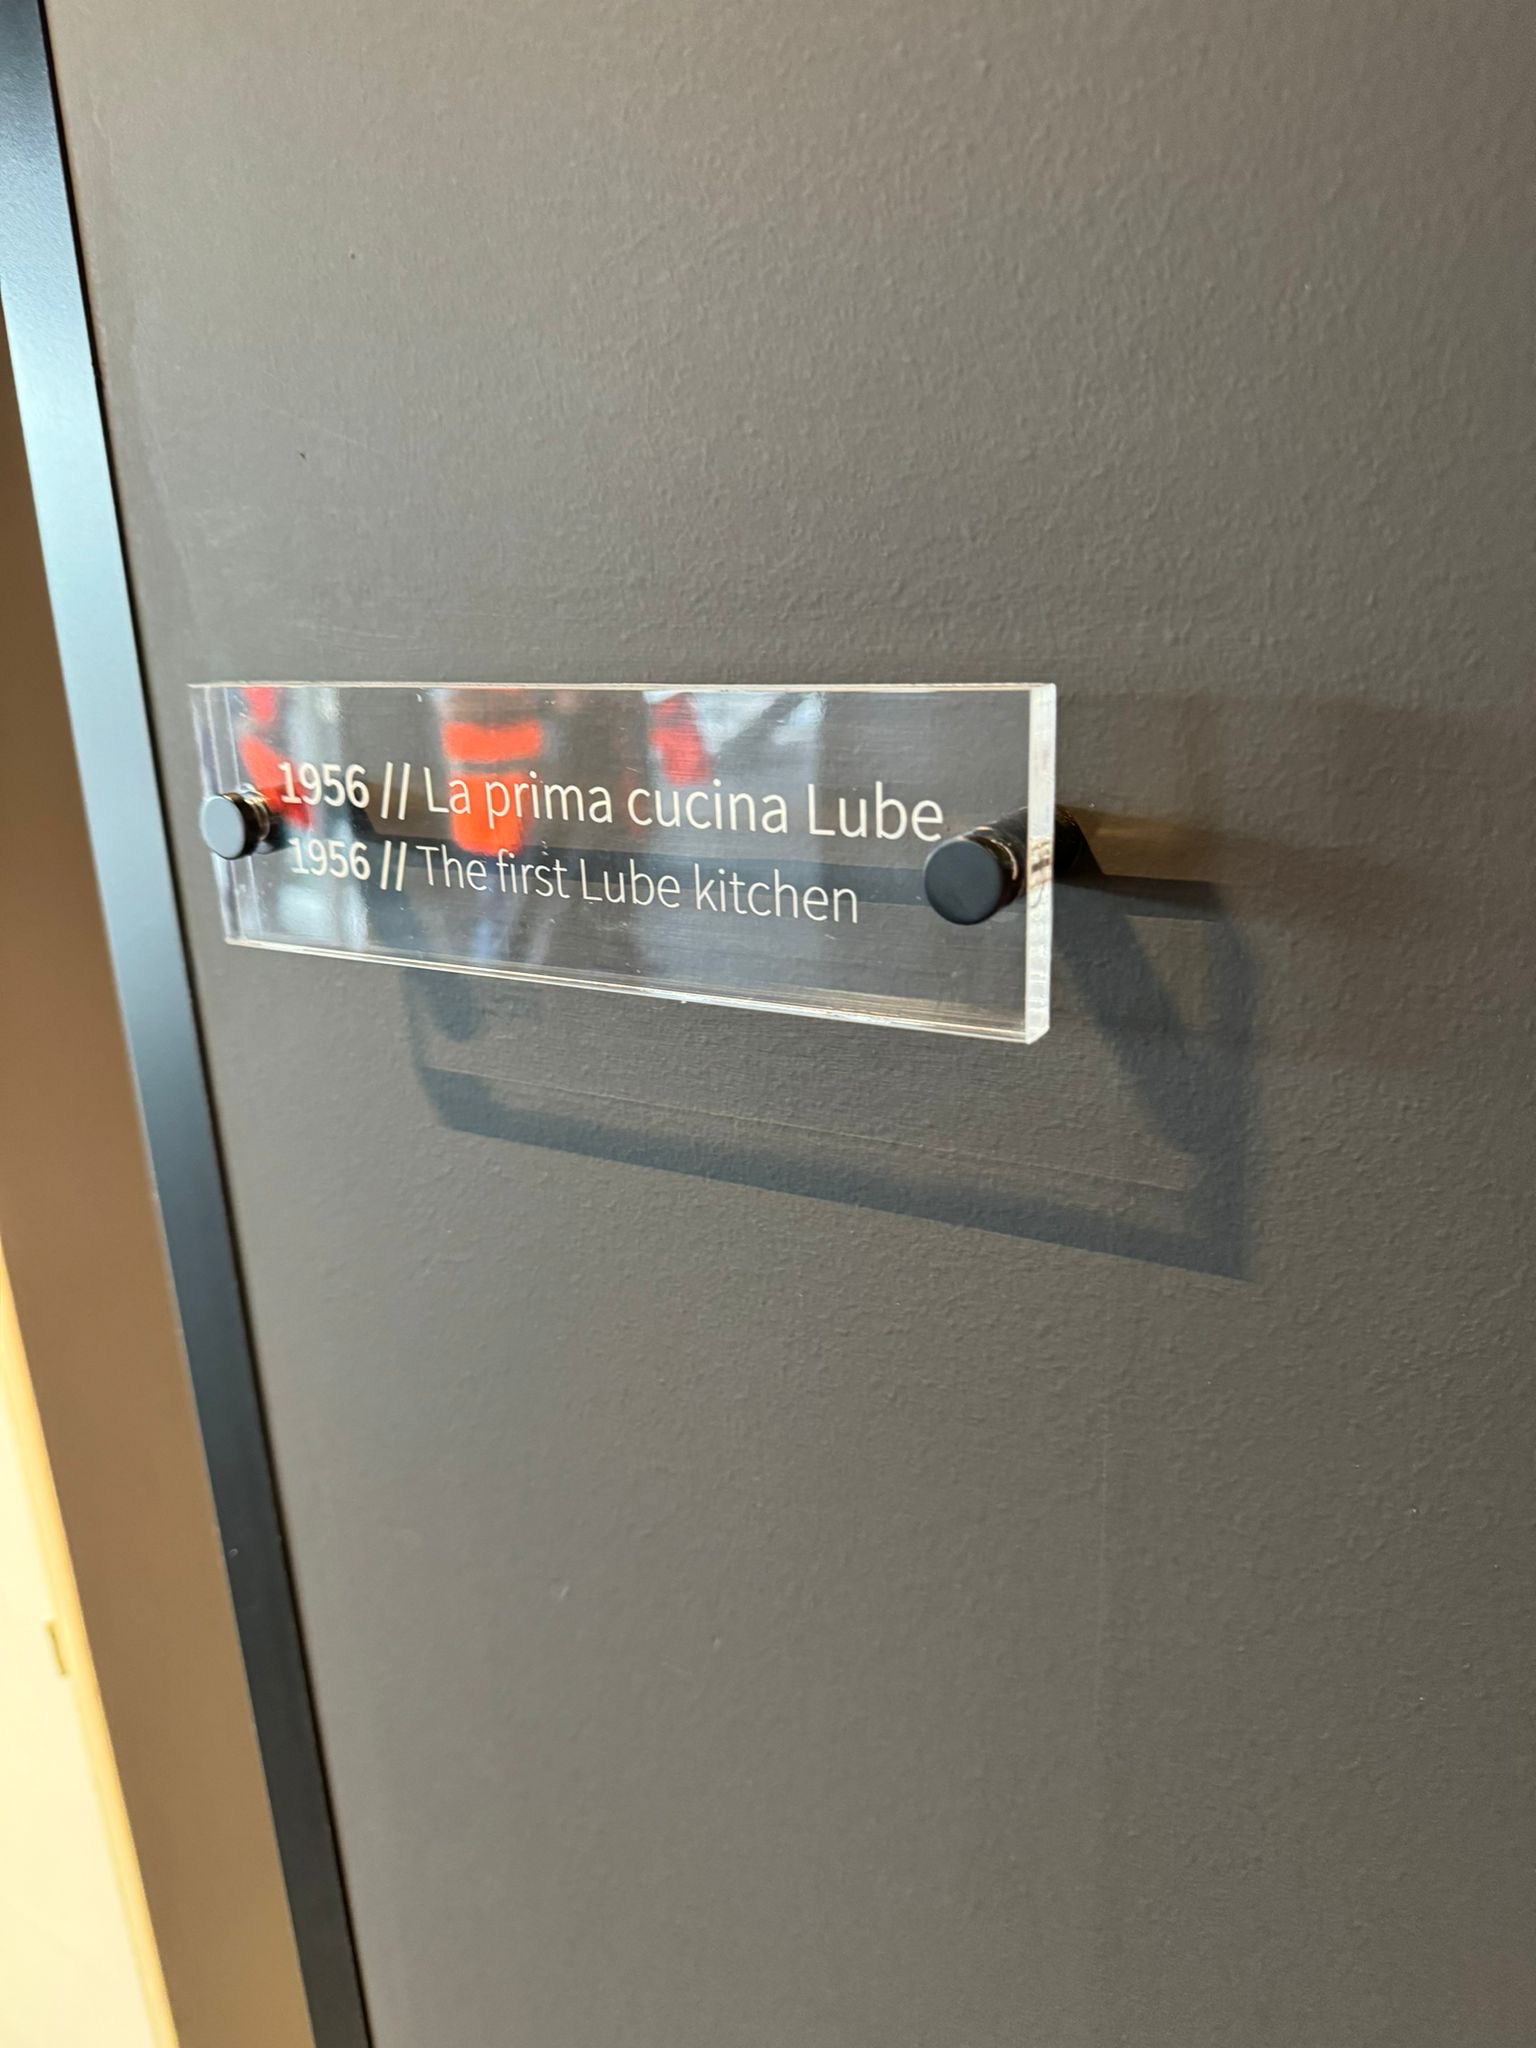 1956 // La prima cucina Lube
1956 // The first Lube kitchen